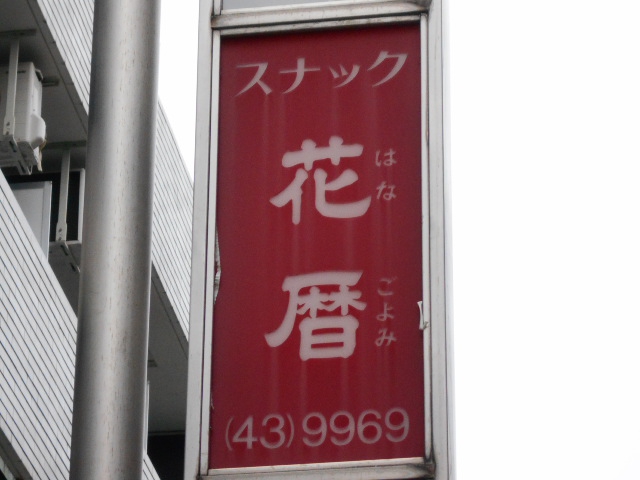 スナック
花
はな
暦
ごよみ
(43)9969